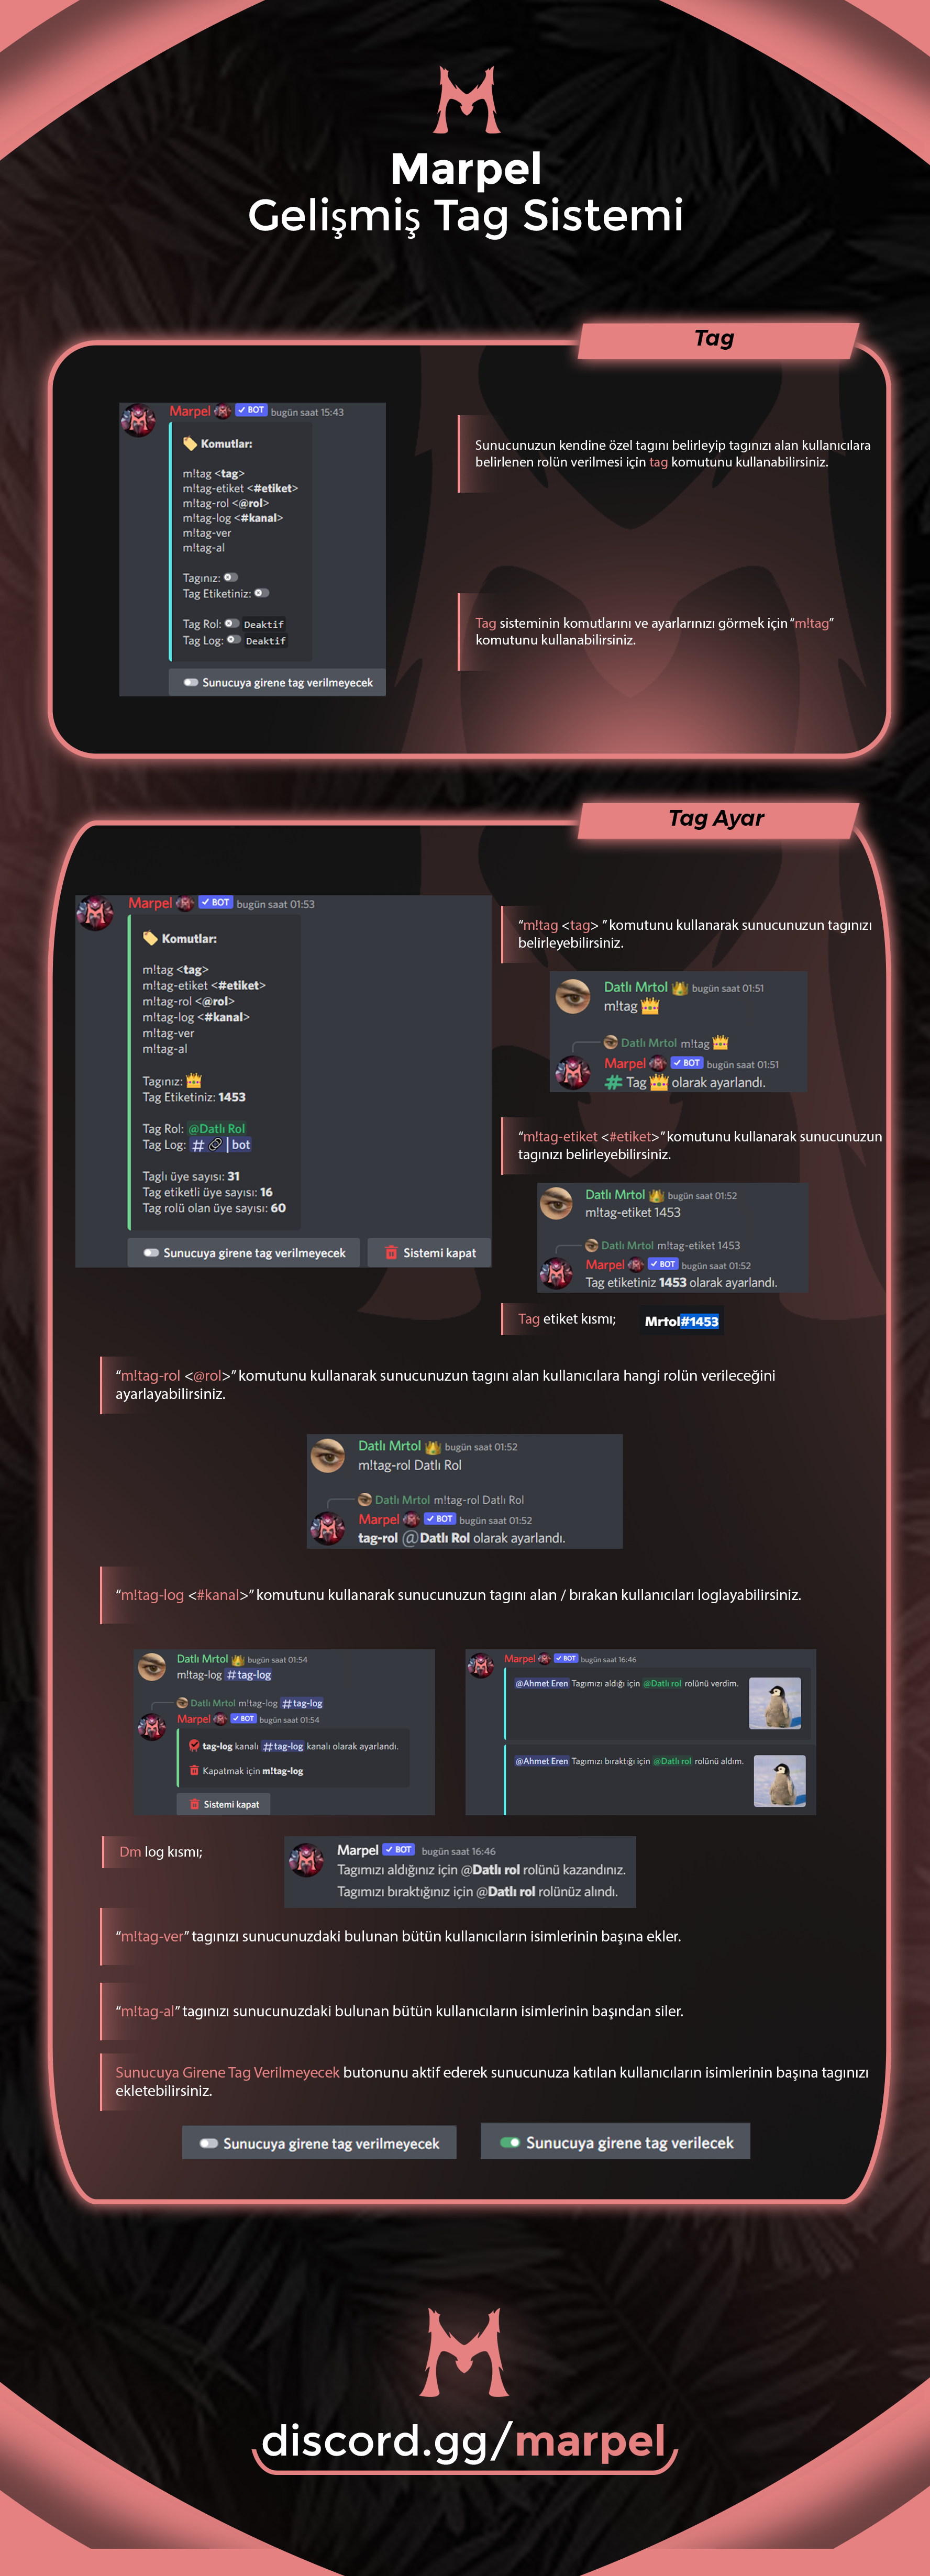 Marpel
Gelişmiş Tag Sistemi
Tag
Marpel BOT bugün saat 15:43
Komutlar:
m!tag <tag>
m!tag-etiket <#etiket>
m!tag-rol <@rol>
m!tag-log <#kanal>
m!tag-ver
m!tag-al
Tagınız:
Tag Etiketiniz:
Tag Rol: Deaktif
Tag Log: Deaktif
Sunucuya girene tag verilmeyecek
Sunucunuzun kendine özel tagını belirleyip tagınızı alan kullanıcılara
belirlenen rolün verilmesi için tag komutunu kullanabilirsiniz.
Tag sisteminin komutlarını ve ayarlarınızı görmek için “m!tag”
komutunu kullanabilirsiniz.
Tag Ayar
Marpel BOT bugün saat 01:53
Komutlar:
m!tag <tag>
m!tag-etiket <#etiket>
m!tag-rol <@rol>
m!tag-log <#kanal>
m!tag-ver
m!tag-al
Tagınız: 👑
Tag Etiketiniz: 1453
Tag Rol: @Datlı Rol
Tag Log: # 🔗 | bot
Taglı üye sayısı: 31
Tag etiketli üye sayısı: 16
Tag rolü olan üye sayısı: 60
Sunucuya girene tag verilmeyecek
Sistemi kapat
“m!tag <tag> ” komutunu kullanarak sunucunuzun tagınızı
belirleyebilirsiniz.
Datlı Mrtol bugün saat 01:51
m!tag 👑
Datlı Mrtol m!tag 👑
Marpel BOT bugün saat 01:51
# Tag 👑 olarak ayarlandı.
“m!tag-etiket <#etiket>” komutunu kullanarak sunucunuzun
tagınızı belirleyebilirsiniz.
Datlı Mrtol bugün saat 01:52
m!tag-etiket 1453
Datlı Mrtol m!tag-etiket 1453
Marpel BOT bugün saat 01:52
Tag etiketiniz 1453 olarak ayarlandı.
Tag etiket kısmı;
Mrtol#1453
“m!tag-rol <@rol>” komutunu kullanarak sunucunuzun tagını alan kullanıcılara hangi rolün verileceğini
ayarlayabilirsiniz.
Datlı Mrtol bugün saat 01:52
m!tag-rol Datlı Rol
Datlı Mrtol m!tag-rol Datlı Rol
Marpel BOT bugün saat 01:52
tag-rol @Datlı Rol olarak ayarlandı.
“m!tag-log <#kanal>” komutunu kullanarak sunucunuzun tagını alan / bırakan kullanıcıları loglayabilirsiniz.
Datlı Mrtol bugün saat 01:54
m!tag-log #tag-log
Datlı Mrtol m!tag-log #tag-log
Marpel BOT bugün saat 01:54
tag-log kanalı #tag-log kanalı olarak ayarlandı.
Kapatmak için m!tag-log
Sistemi kapat
Marpel BOT bugün saat 16:46
@Ahmet Eren Tagımızı aldığı için @Datlı rol rolünü verdim.
@Ahmet Eren Tagımızı bıraktığı için @Datlı rol rolünü aldım.
Dm log kısmı;
Marpel BOT bugün saat 16:46
Tagımızı aldığınız için @Datlı rol rolünü kazandınız.
Tagımızı bıraktığınız için @Datlı rol rolünüz alındı.
“m!tag-ver” tagınızı sunucunuzdaki bulunan bütün kullanıcıların isimlerinin başına ekler.
“m!tag-al” tagınızı sunucunuzdaki bulunan bütün kullanıcıların isimlerinin başından siler.
Sunucuya Girene Tag Verilmeyecek butonunu aktif ederek sunucunuza katılan kullanıcıların isimlerinin başına tagınızı
ekletebilirsiniz.
Sunucuya girene tag verilmeyecek
Sunucuya girene tag verilecek
discord.gg/marpel